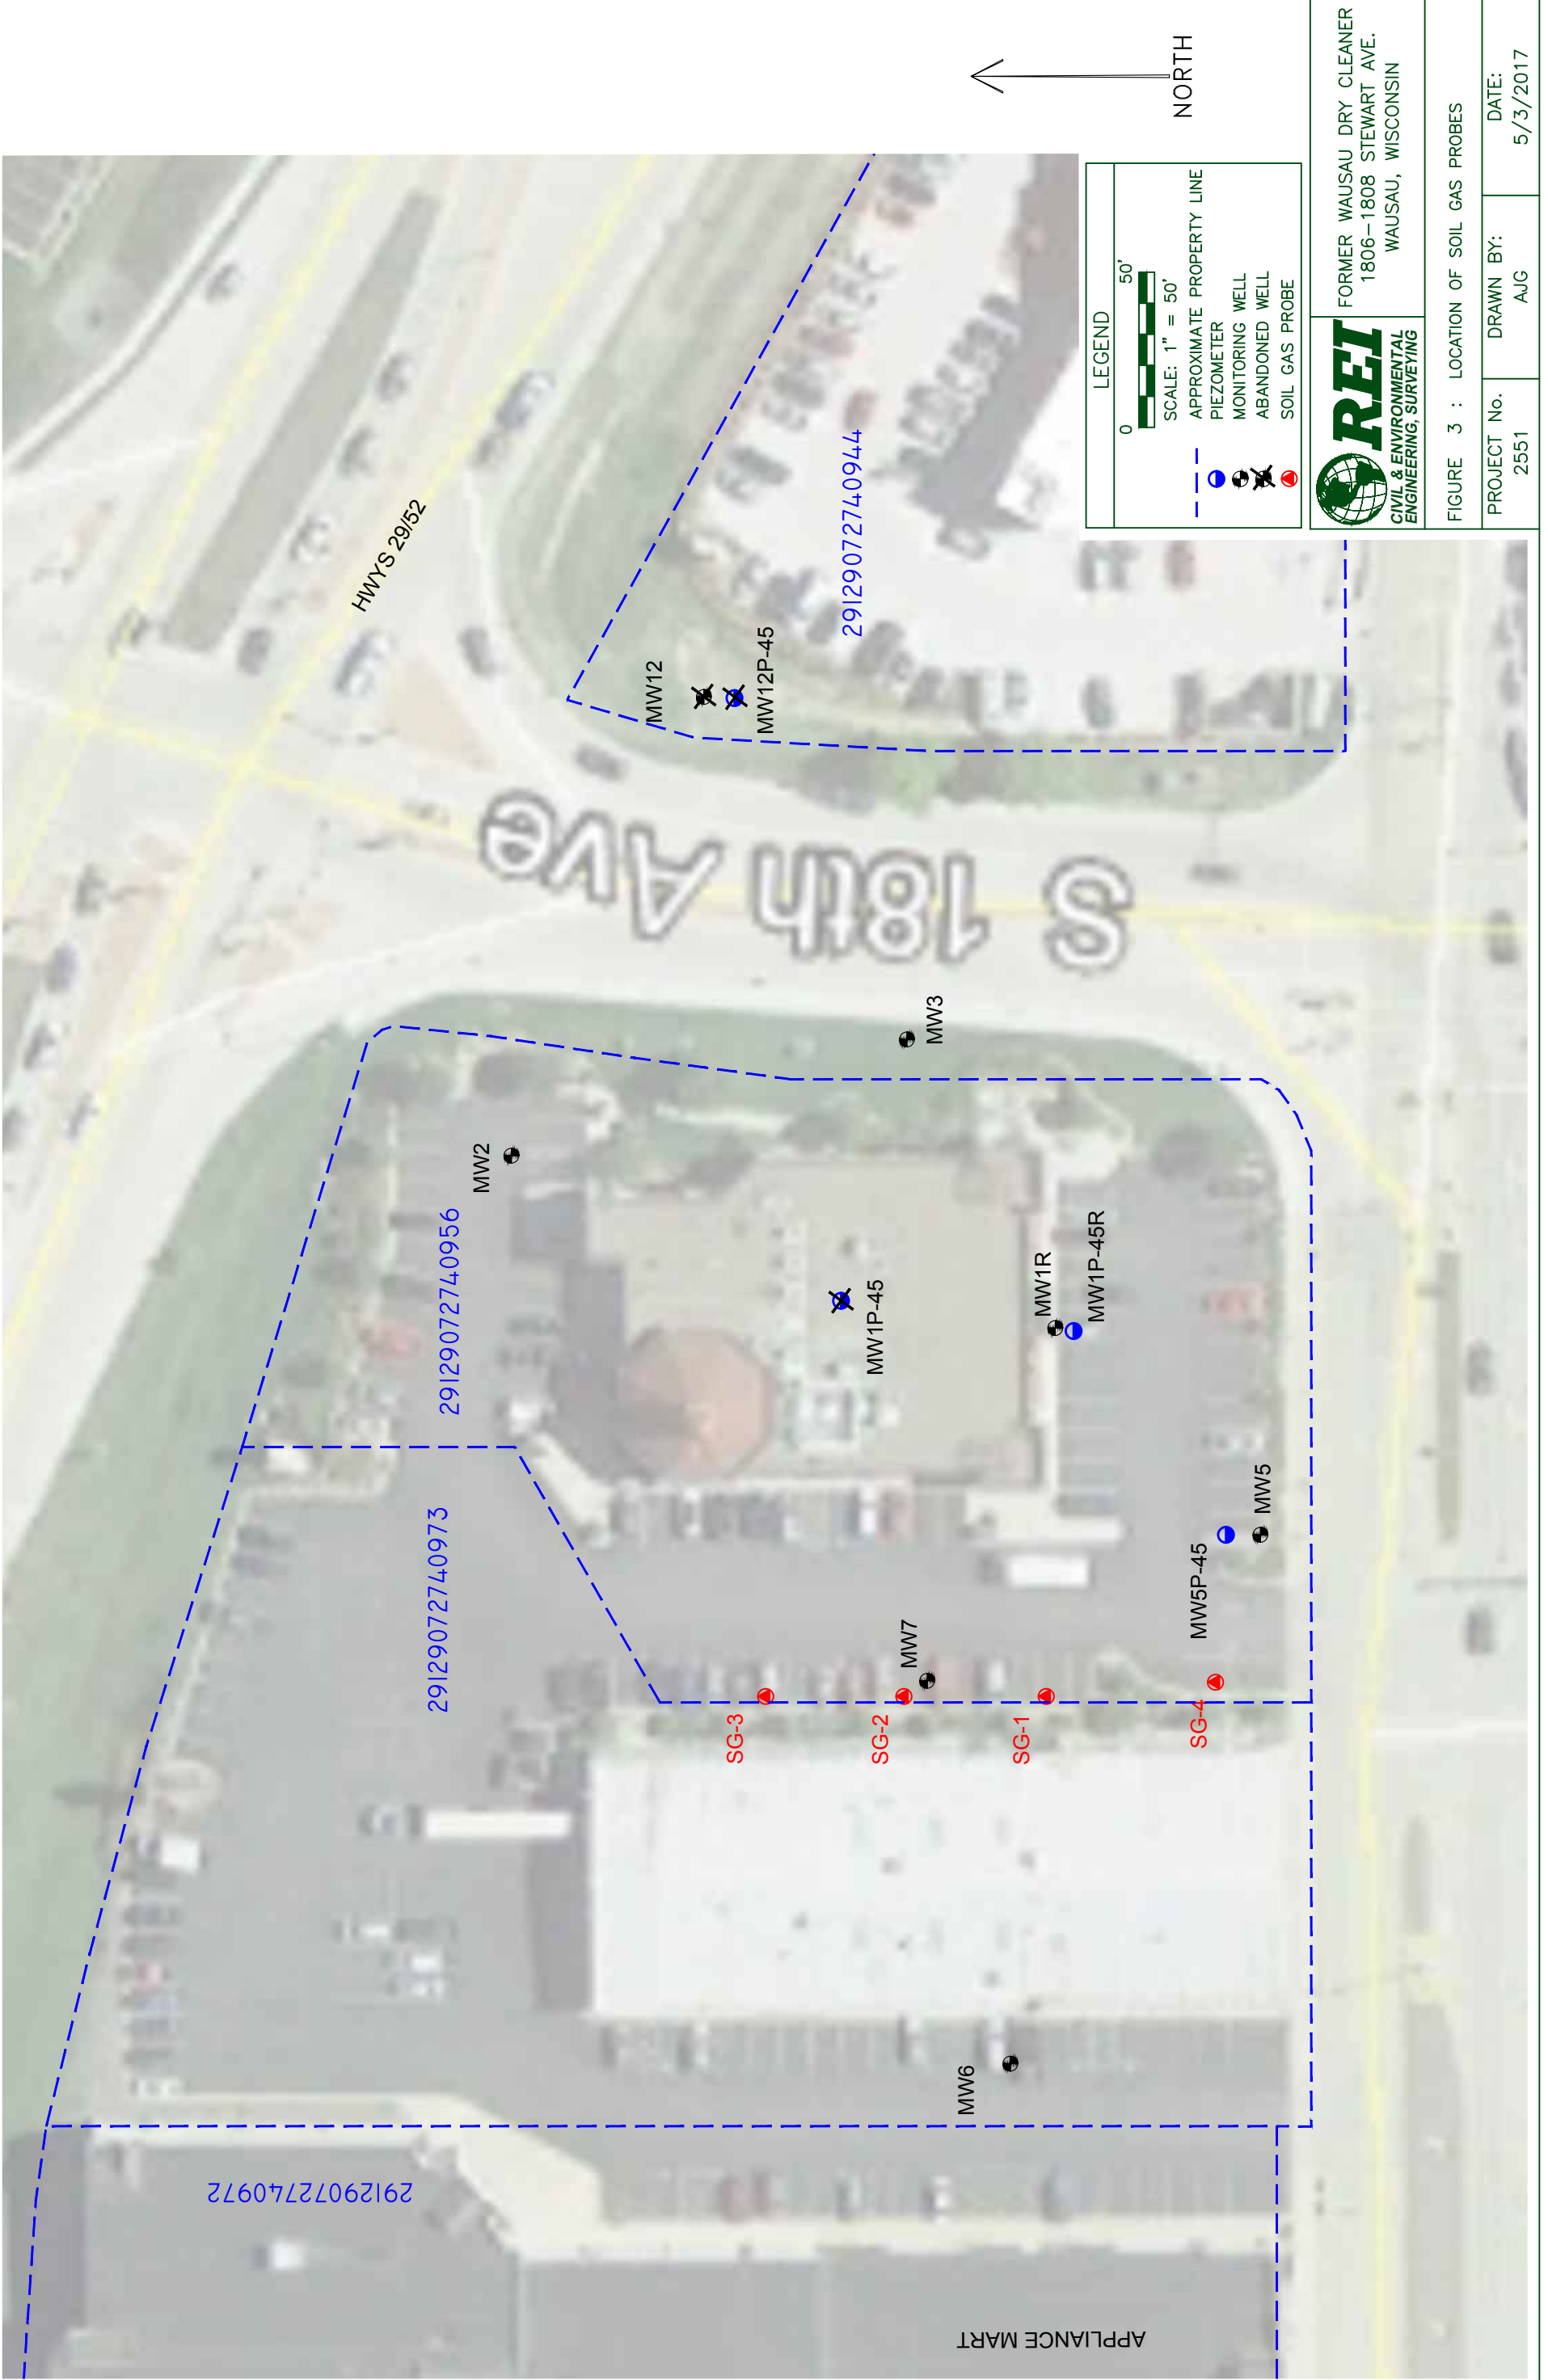 HWYS 29/52
S 18th Ave
MW12
MW12P-45
29129072740944
MW3
MW2
29129072740956
MW1P-45
MW1R
MW1P-45R
29129072740973
MW5
MW5P-45
MW7
SG-3
SG-2
SG-1
SG-4
MW6
29129072740972
APPLIANCE MART
NORTH
LEGEND
0 50'
SCALE: 1" = 50'
APPROXIMATE PROPERTY LINE
PIEZOMETER
MONITORING WELL
ABANDONED WELL
SOIL GAS PROBE
REI
CIVIL & ENVIRONMENTAL
ENGINEERING, SURVEYING
FORMER WAUSAU DRY CLEANER
1806-1808 STEWART AVE.
WAUSAU, WISCONSIN
FIGURE 3 : LOCATION OF SOIL GAS PROBES
PROJECT No.
2551
DRAWN BY:
AJG
DATE:
5/3/2017